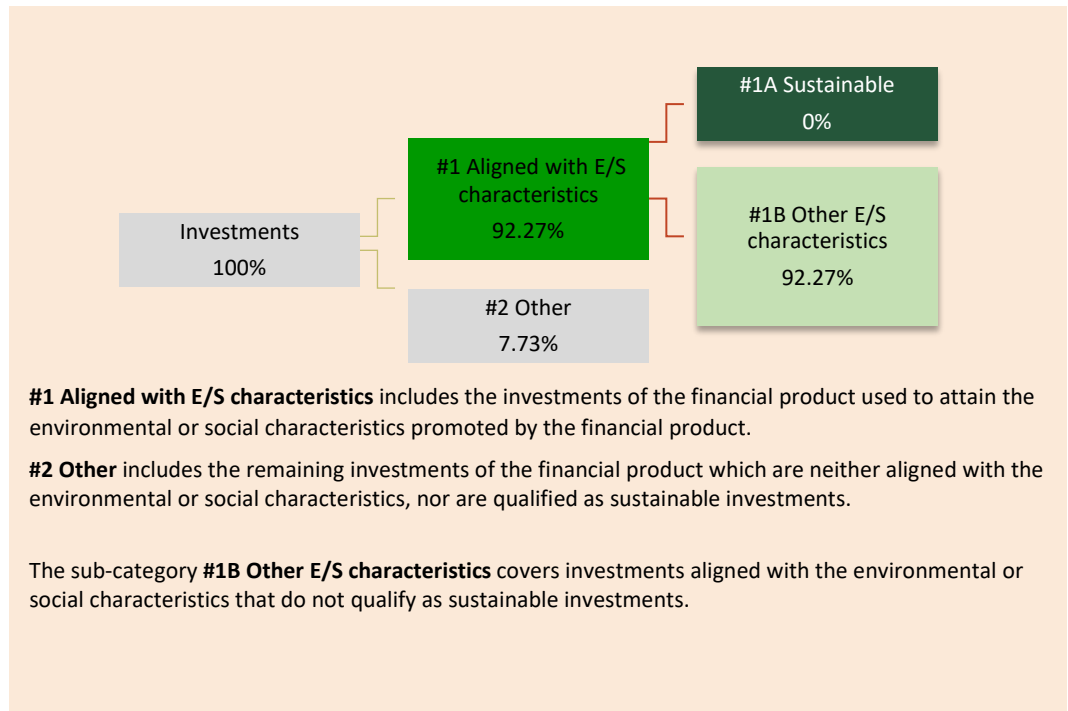 #1A Sustainable
0%
#1 Aligned with E/S
characteristics
92.27%
#1B Other E/S
characteristics
92.27%
Investments
100%
#2 Other
7.73%
#1 Aligned with E/S characteristics includes the investments of the financial product used to attain the
environmental or social characteristics promoted by the financial product.
#2 Other includes the remaining investments of the financial product which are neither aligned with the
environmental or social characteristics, nor are qualified as sustainable investments.
The sub-category #1B Other E/S characteristics covers investments aligned with the environmental or
social characteristics that do not qualify as sustainable investments.